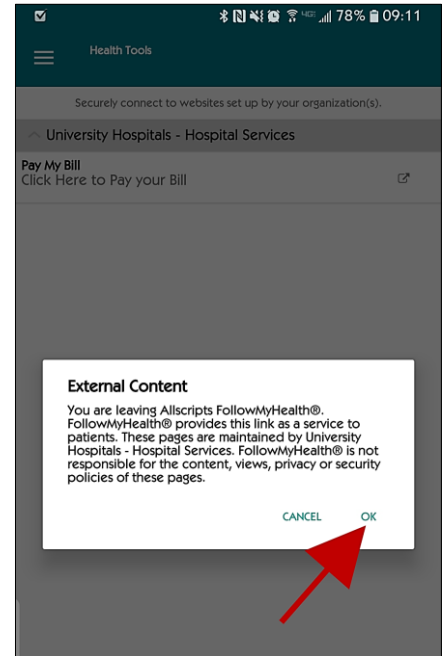 78% 09:11
Health Tools
Securely connect to websites set up by your organization(s).
University Hospitals - Hospital Services
Pay My Bill
Click Here to Pay your Bill
External Content
You are leaving Allscripts FollowMyHealth®.
FollowMyHealth® provides this link as a service to
patients. These pages are maintained by University
Hospitals - Hospital Services. FollowMyHealth® is not
responsible for the content, views, privacy or security
policies of these pages.
CANCEL OK